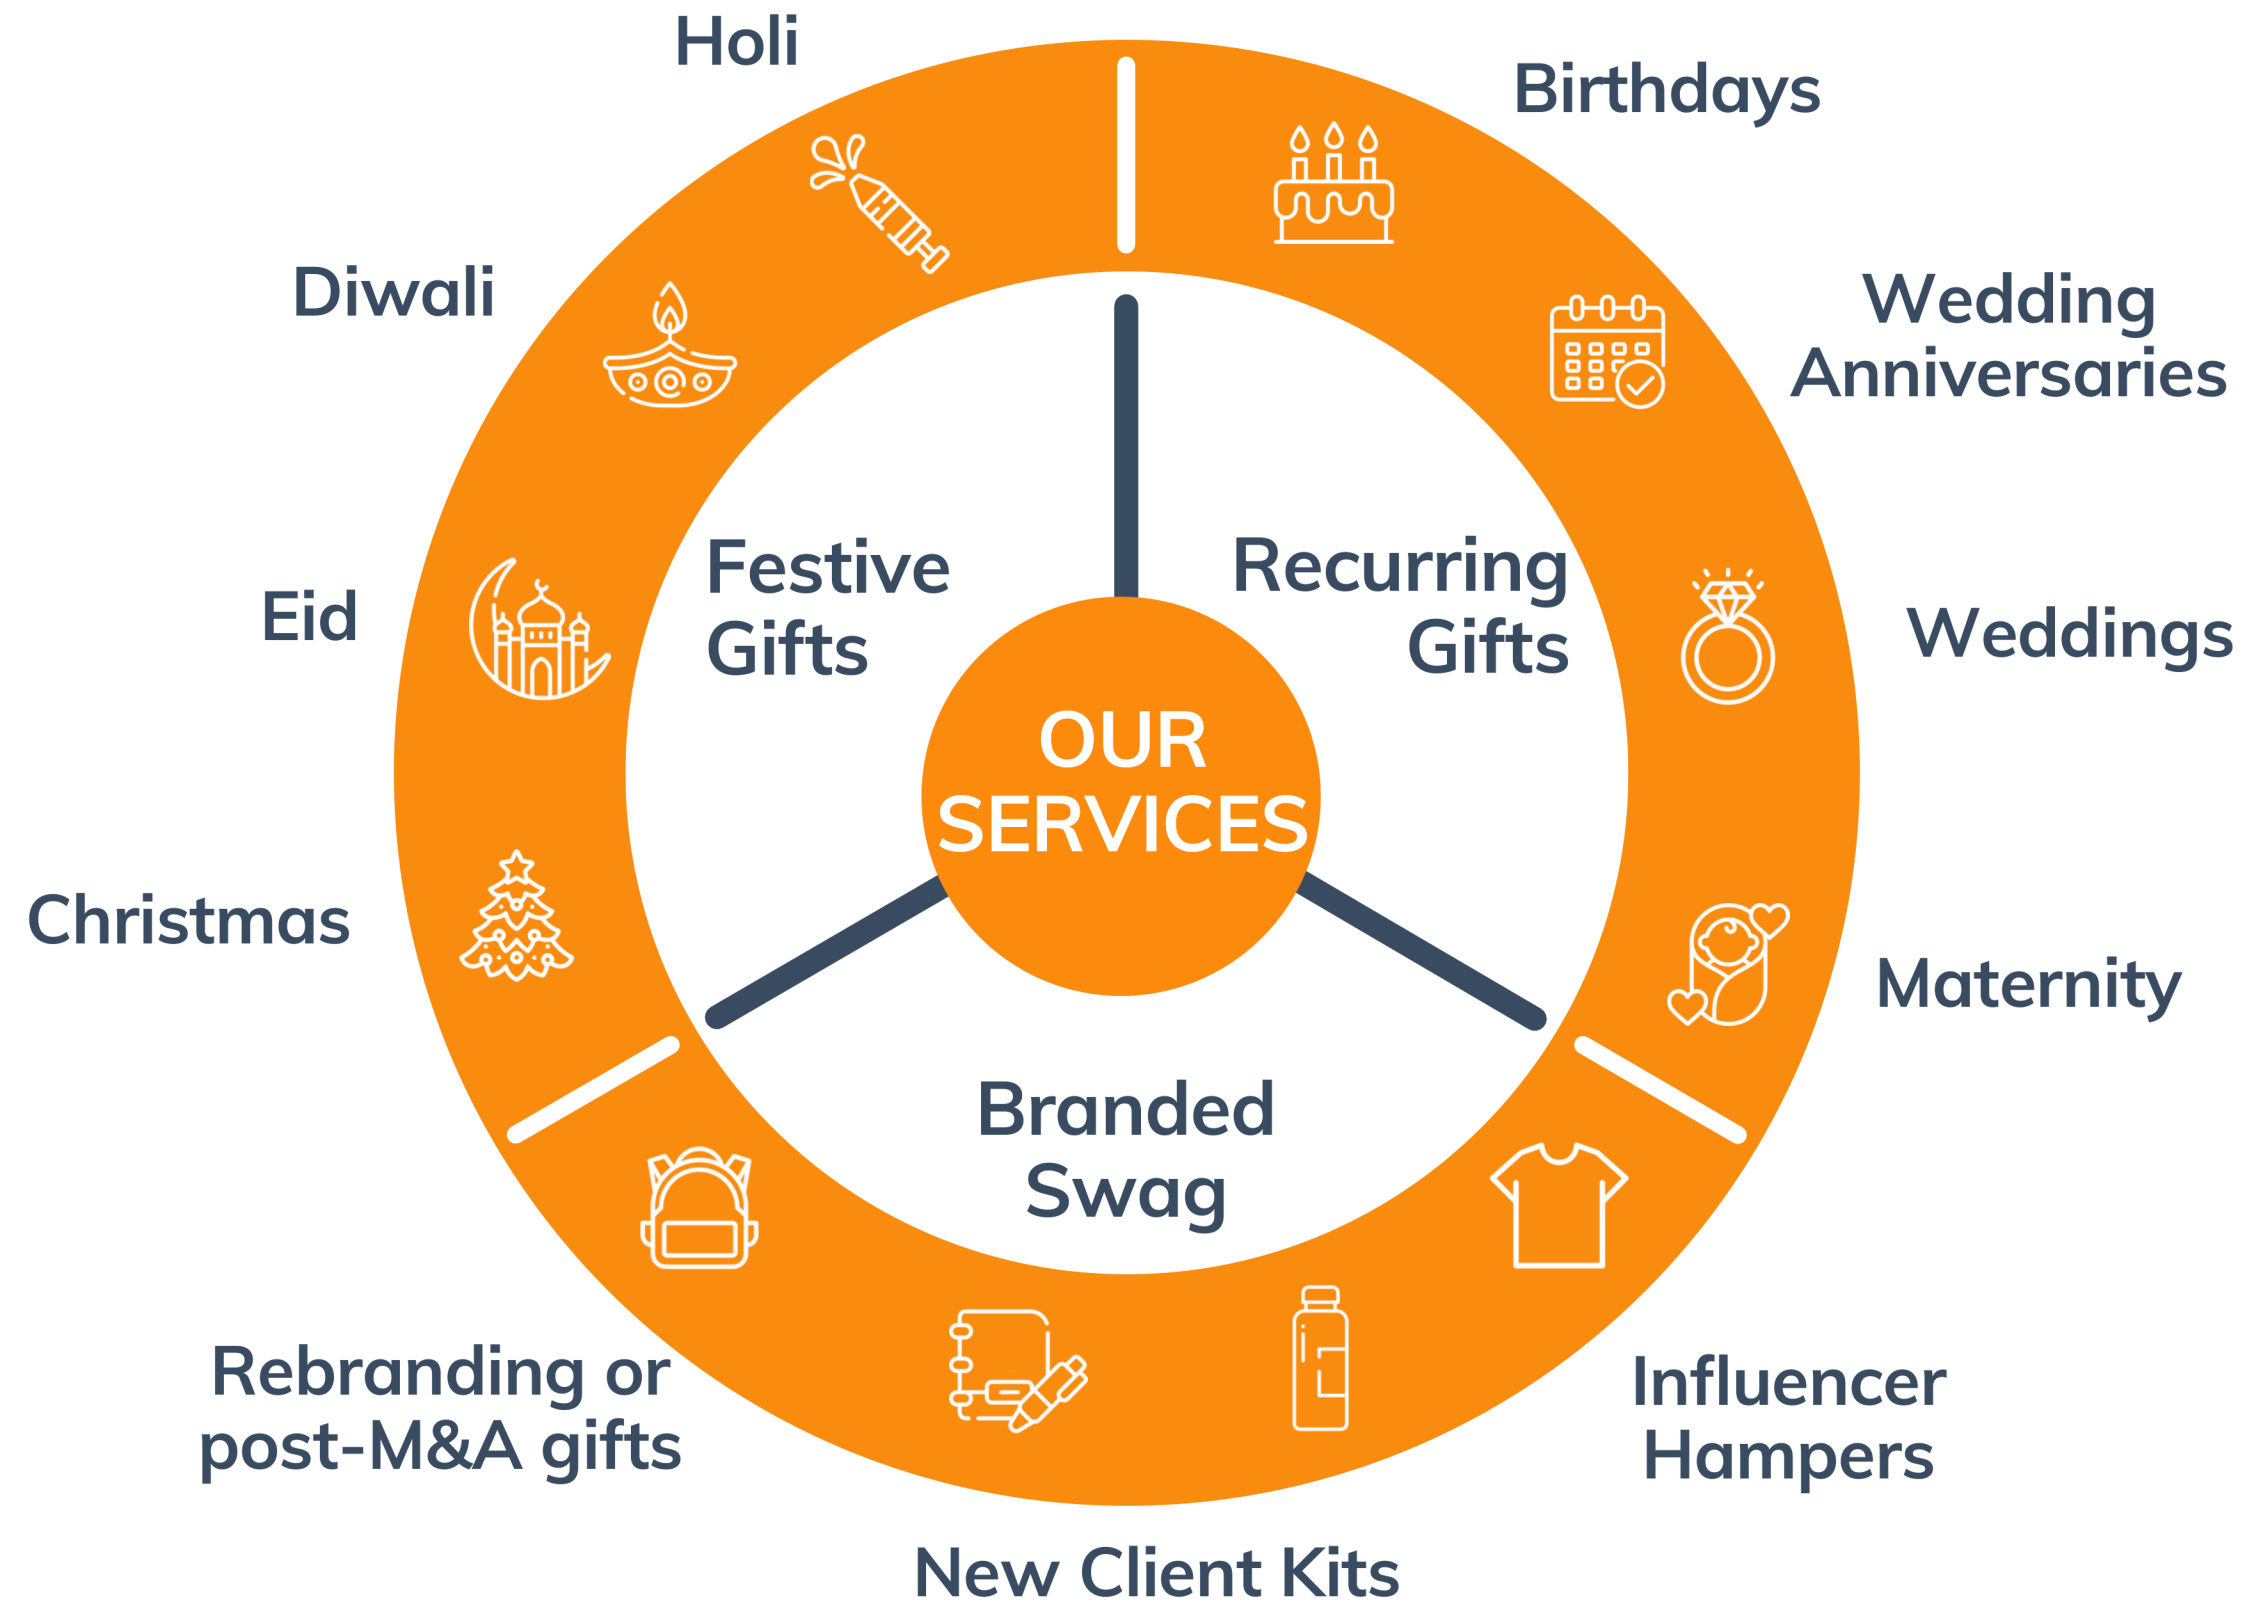 Holi
Birthdays
Diwali
Wedding
Anniversaries
Festive
Gifts
Recurring
Gifts
Eid
Weddings
OUR
SERVICES
Christmas
Maternity
Branded
Swag
Rebranding or
post-M&A gifts
Influencer
Hampers
New Client Kits